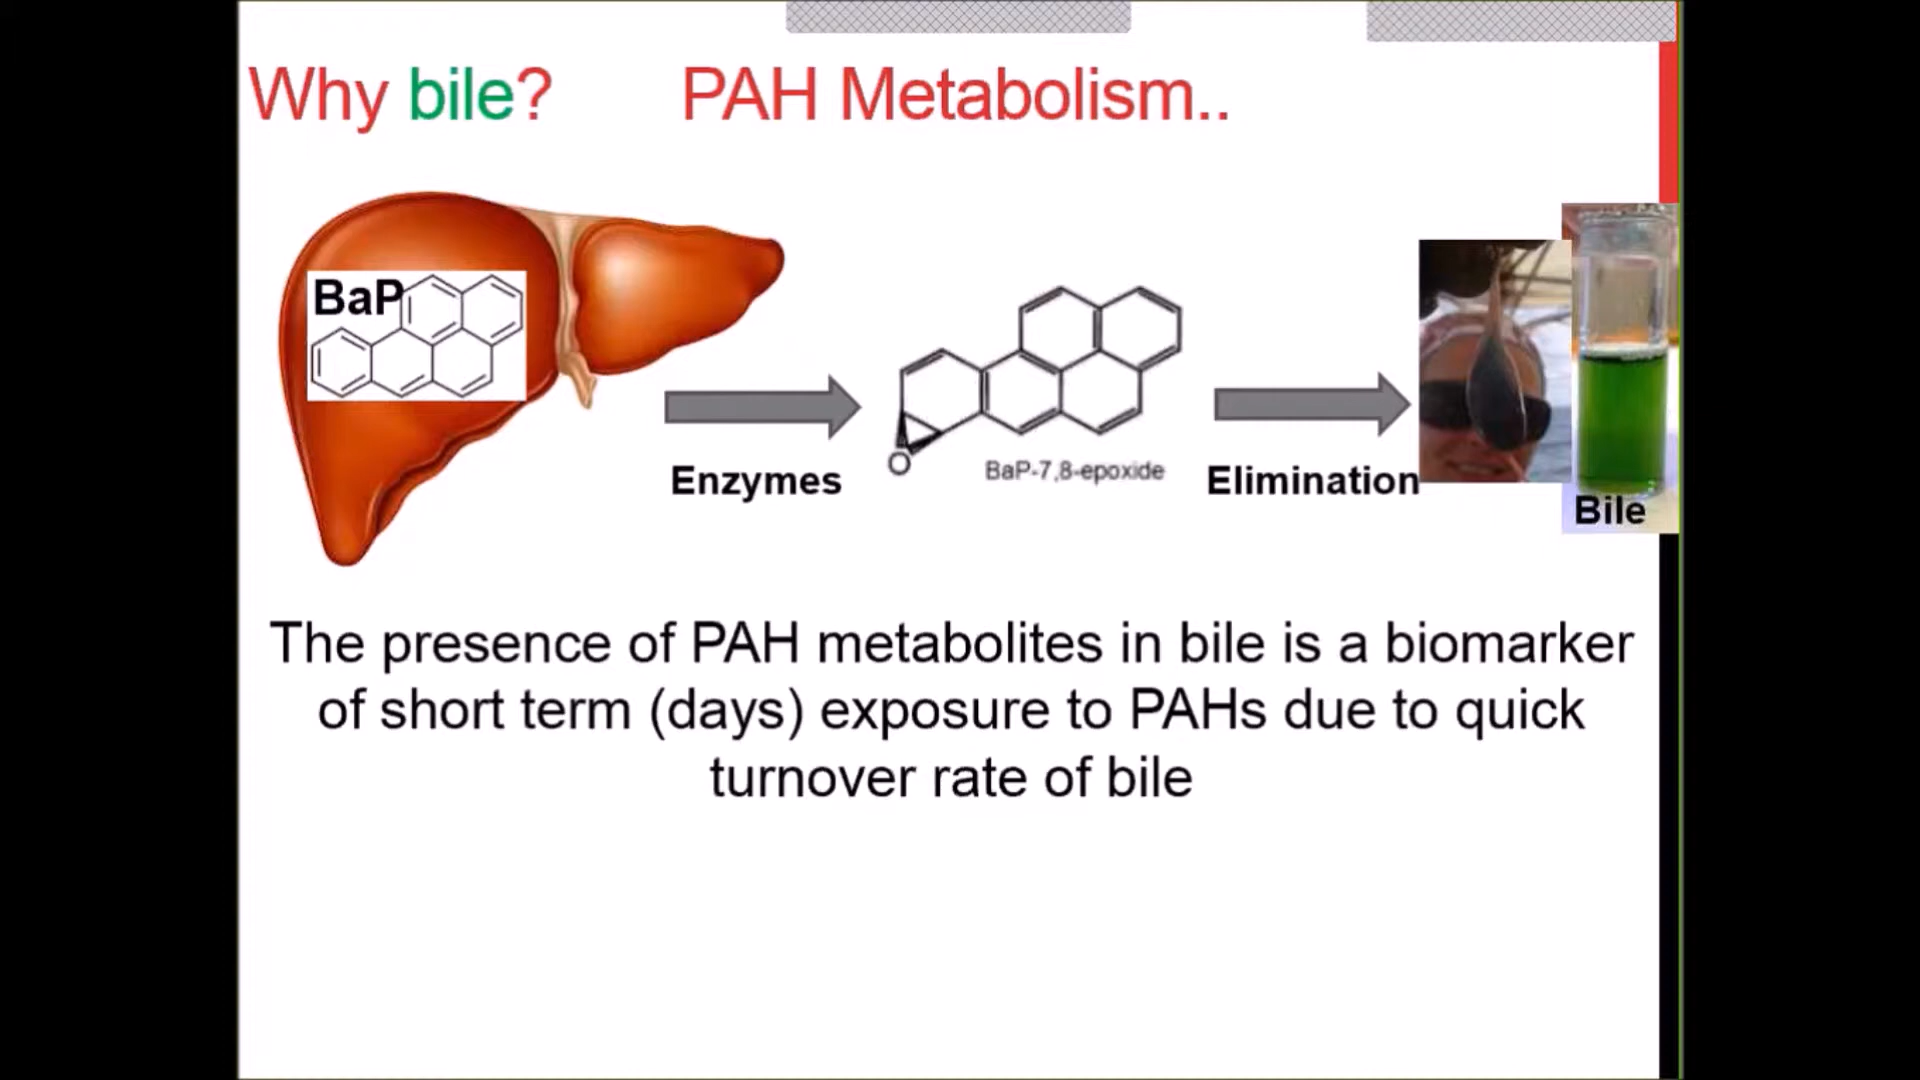 Why bile? PAH Metabolism..
BaP
O
BaP-7,8-epoxide
Enzymes
Elimination
Bile
The presence of PAH metabolites in bile is a biomarker
of short term (days) exposure to PAHs due to quick
turnover rate of bile